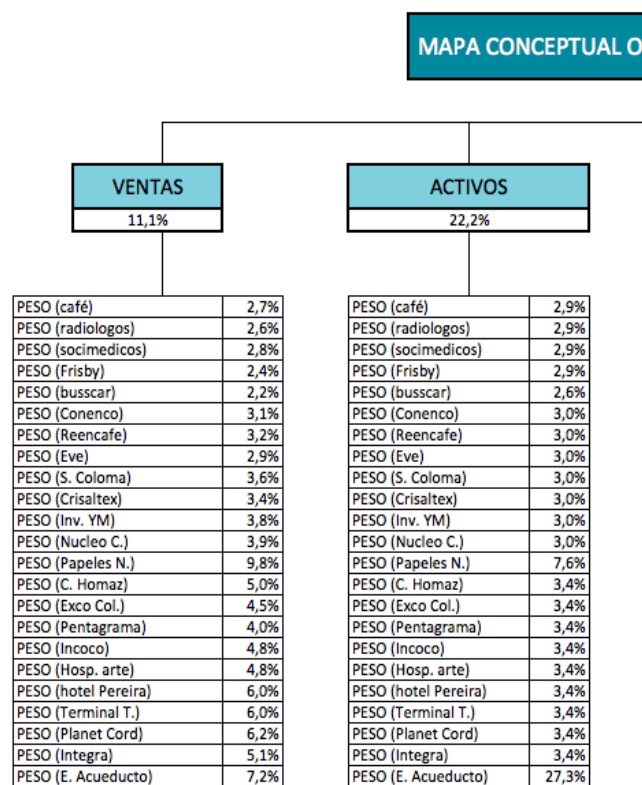 MAPA CONCEPTUAL O
VENTAS
11,1%
PESO (café) 2,7%
PESO (radiologos) 2,6%
PESO (socimedicos) 2,8%
PESO (Frisby) 2,4%
PESO (busscar) 2,2%
PESO (Conenco) 3,1%
PESO (Reencafe) 3,2%
PESO (Eve) 2,9%
PESO (S. Coloma) 3,6%
PESO (Crisaltex) 3,4%
PESO (Inv. YM) 3,8%
PESO (Nucleo C.) 3,9%
PESO (Papeles N.) 9,8%
PESO (C. Homaz) 5,0%
PESO (Exco Col.) 4,5%
PESO (Pentagrama) 4,0%
PESO (Incoco) 4,8%
PESO (Hosp. arte) 4,8%
PESO (hotel Pereira) 6,0%
PESO (Terminal T.) 6,0%
PESO (Planet Cord) 6,2%
PESO (Integra) 5,1%
PESO (E. Acueducto) 7,2%
ACTIVOS
22,2%
PESO (café) 2,9%
PESO (radiologos) 2,9%
PESO (socimedicos) 2,9%
PESO (Frisby) 2,9%
PESO (busscar) 2,6%
PESO (Conenco) 3,0%
PESO (Reencafe) 3,0%
PESO (Eve) 3,0%
PESO (S. Coloma) 3,0%
PESO (Crisaltex) 3,0%
PESO (Inv. YM) 3,0%
PESO (Nucleo C.) 3,0%
PESO (Papeles N.) 7,6%
PESO (C. Homaz) 3,4%
PESO (Exco Col.) 3,4%
PESO (Pentagrama) 3,4%
PESO (Incoco) 3,4%
PESO (Hosp. arte) 3,4%
PESO (hotel Pereira) 3,4%
PESO (Terminal T.) 3,4%
PESO (Planet Cord) 3,4%
PESO (Integra) 3,4%
PESO (E. Acueducto) 27,3%